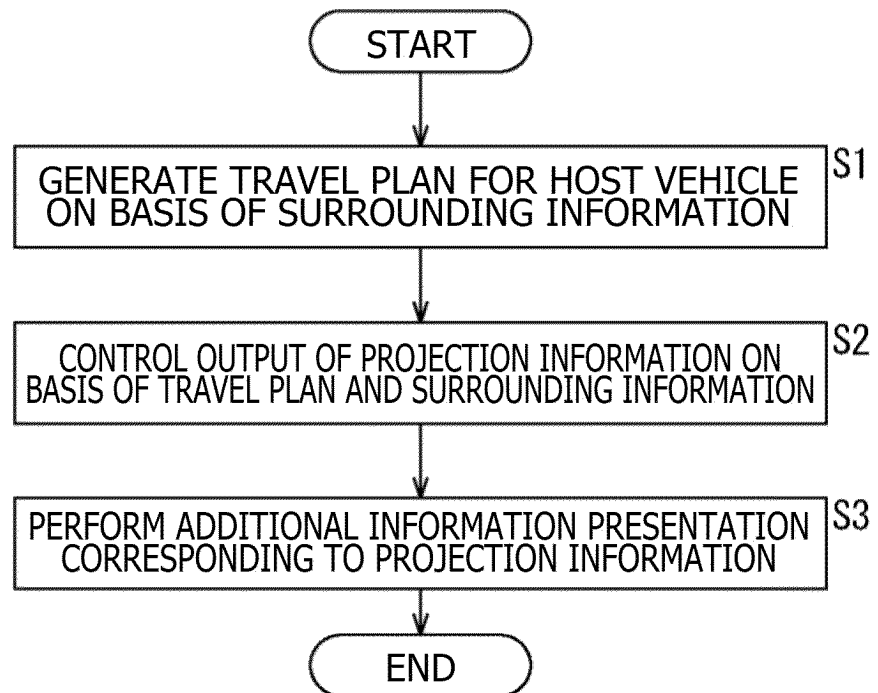 START
S1
GENERATE TRAVEL PLAN FOR HOST VEHICLE
ON BASIS OF SURROUNDING INFORMATION
S2
CONTROL OUTPUT OF PROJECTION INFORMATION ON
BASIS OF TRAVEL PLAN AND SURROUNDING INFORMATION
S3
PERFORM ADDITIONAL INFORMATION PRESENTATION
CORRESPONDING TO PROJECTION INFORMATION
END